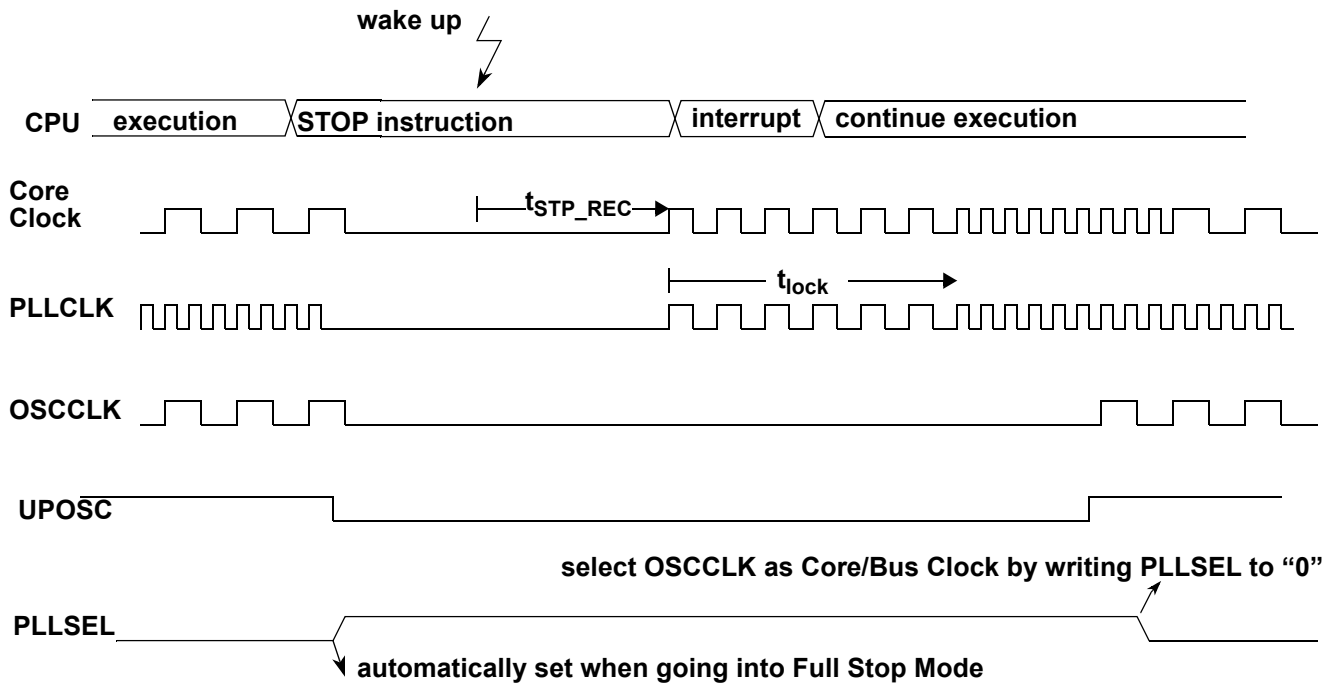 wake up
CPU execution STOP instruction interrupt continue execution
Core
Clock
tSTP_REC
tlock
PLLCLK
OSCCLK
UPOSC
select OSCCLK as Core/Bus Clock by writing PLLSEL to “0”
PLLSEL
automatically set when going into Full Stop Mode